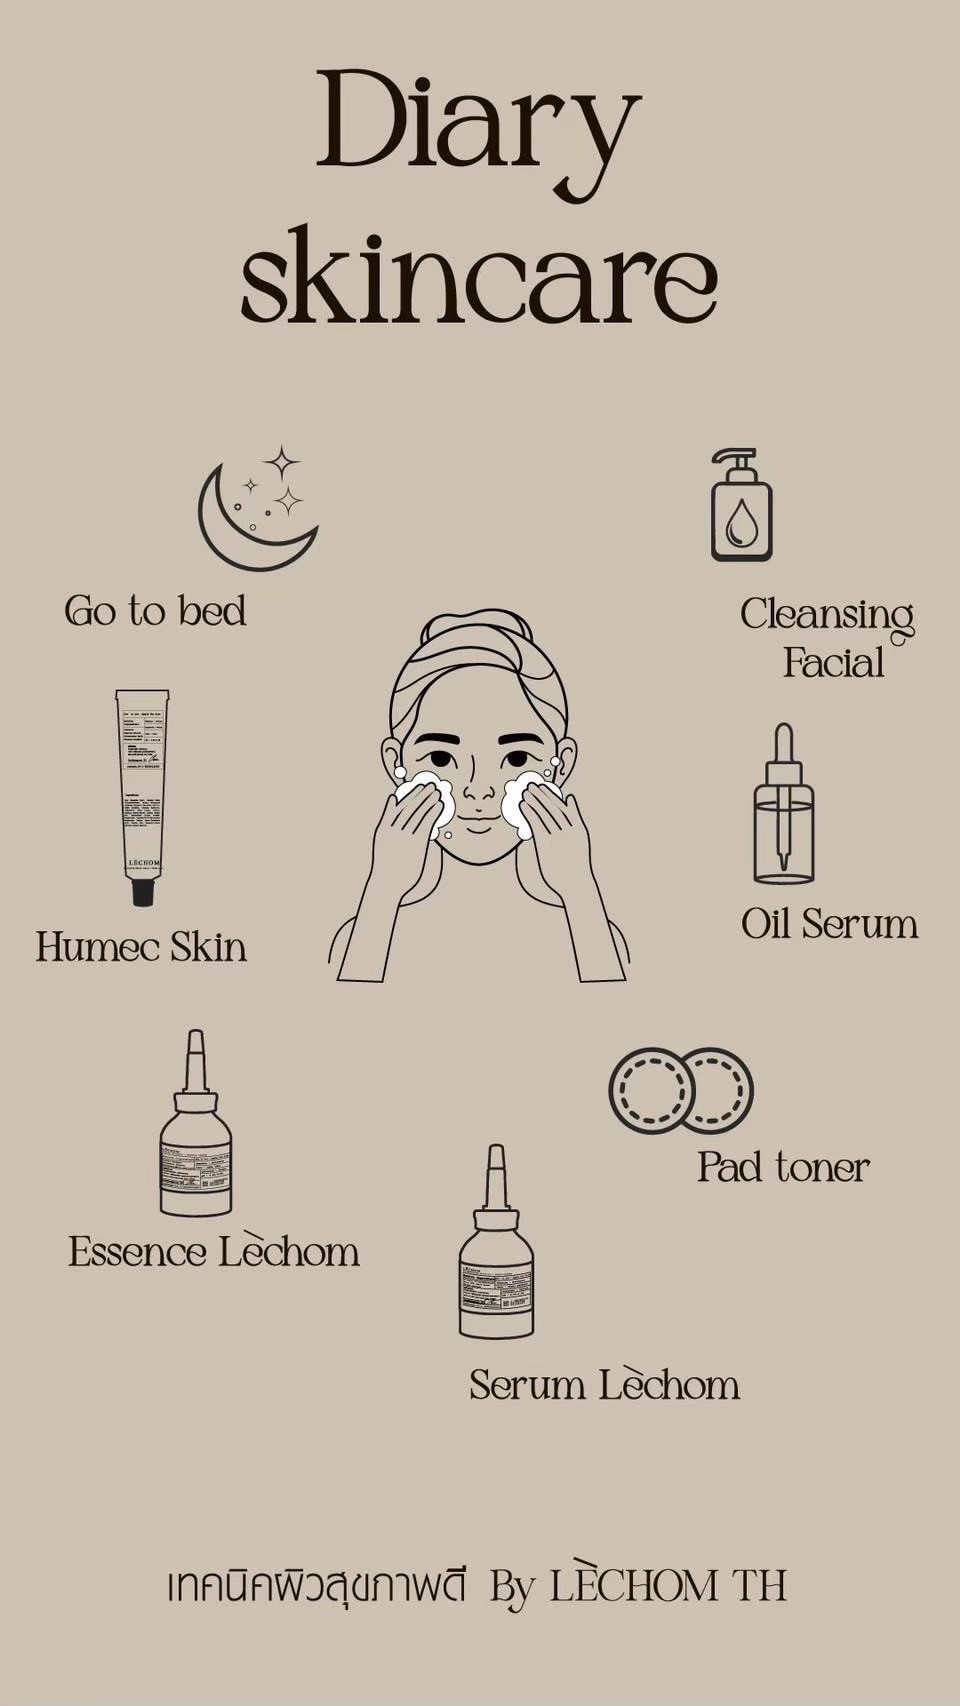 Diary
skincare
Go to bed
Cleansing
Facial
LÈCHOM
Humec Skin
Oil Serum
Pad toner
Essence Lèchom
Serum Lèchom
เทคนิคผิวสุขภาพดี By LÈCHOM TH